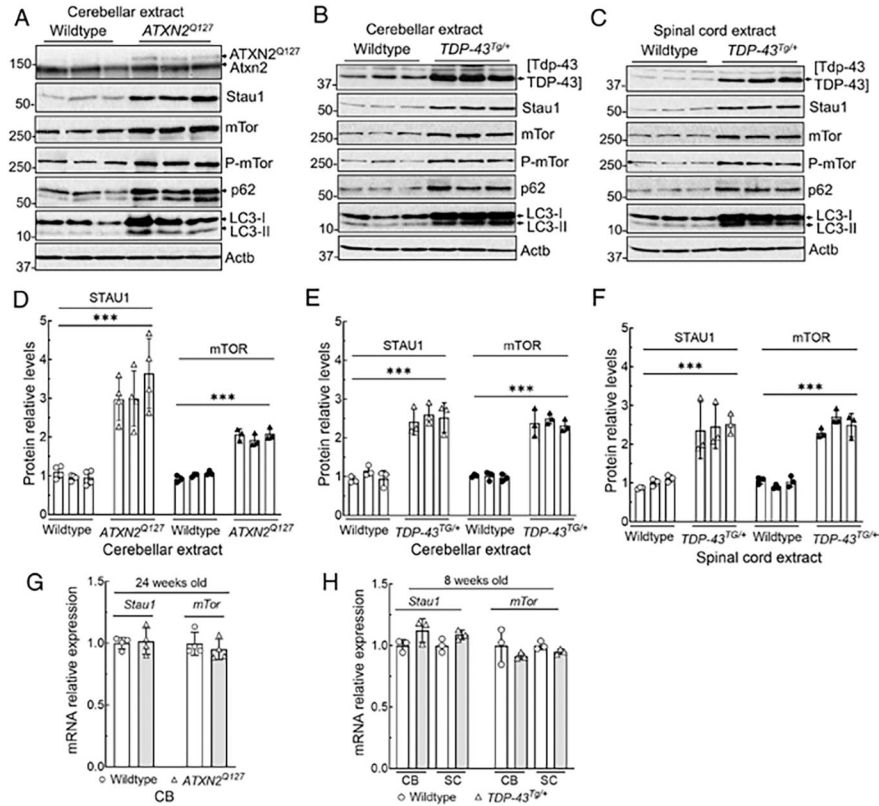 A
Cerebellar extract
Wildtype ATXN2Q127
150
ATXN2Q127
Atxn2
50
Stau1
250
mTor
250
P-mTor
50
p62
10
LC3-I
LC3-II
37
Actb
B
Cerebellar extract
Wildtype TDP-43Tg/+
37
[Tdp-43
TDP-43]
50
Stau1
250
mTor
250
P-mTor
50
p62
10
LC3-I
LC3-II
37
Actb
C
Spinal cord extract
Wildtype TDP-43Tg/+
37
[Tdp-43
TDP-43]
50
Stau1
250
mTor
250
P-mTor
50
p62
10
LC3-I
LC3-II
37
Actb
D
STAU1
***
mTOR
***
Protein relative levels
5
4
3
2
1
0
Wildtype ATXN2Q127 Wildtype ATXN2Q127
Cerebellar extract
E
STAU1
***
mTOR
***
Protein relative levels
5
4
3
2
1
0
Wildtype TDP-43TG/+ Wildtype TDP-43TG/+
Cerebellar extract
F
STAU1
***
mTOR
***
Protein relative levels
4
3
2
1
0
Wildtype TDP-43TG/+ Wildtype TDP-43TG/+
Spinal cord extract
G
24 weeks old
Stau1 mTor
mRNA relative expression
1.5
1.0
0.5
0.0
○ Wildtype △ ATXN2Q127
CB
H
8 weeks old
Stau1 mTor
mRNA relative expression
1.5
1.0
0.5
0.0
CB SC CB SC
○ Wildtype △ TDP-43Tg/+